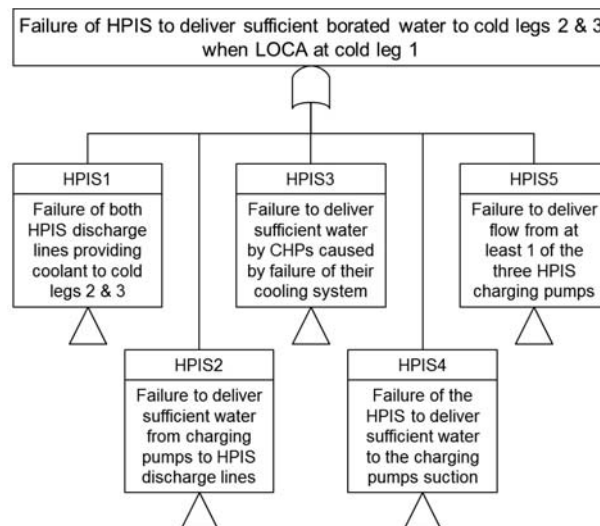 Failure of HPIS to deliver sufficient borated water to cold legs 2 & 3
when LOCA at cold leg 1
HPIS1
Failure of both
HPIS discharge
lines providing
coolant to cold
legs 2 & 3
HPIS3
Failure to deliver
sufficient water
by CHPs caused
by failure of their
cooling system
HPIS5
Failure to deliver
flow from at
least 1 of the
three HPIS
charging pumps
HPIS2
Failure to deliver
sufficient water
from charging
pumps to HPIS
discharge lines
HPIS4
Failure of the
HPIS to deliver
sufficient water
to the charging
pumps suction